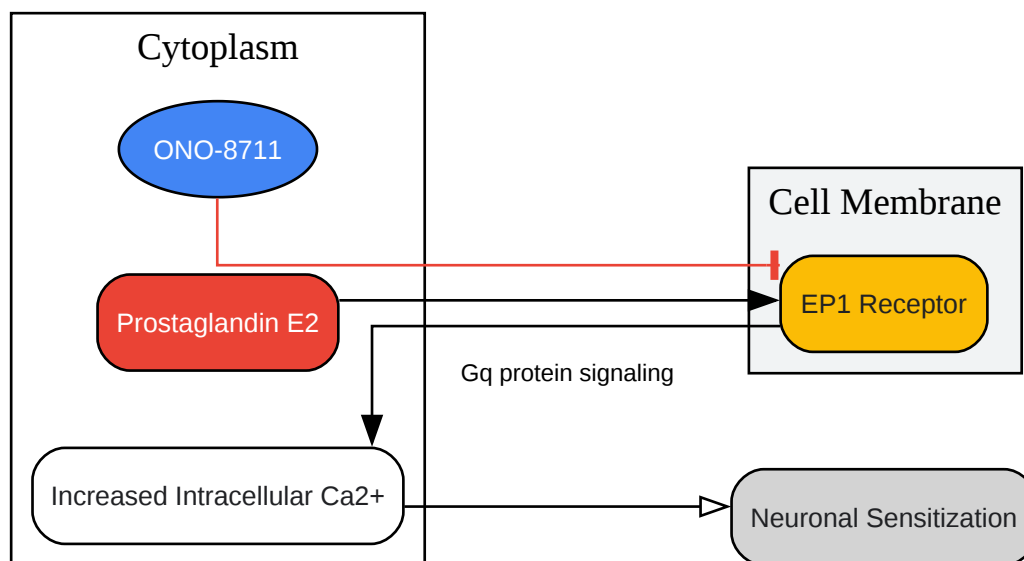 Cytoplasm
ONO-8711
Cell Membrane
Prostaglandin E2
EP1 Receptor
Gq protein signaling
Increased Intracellular Ca2+
Neuronal Sensitization